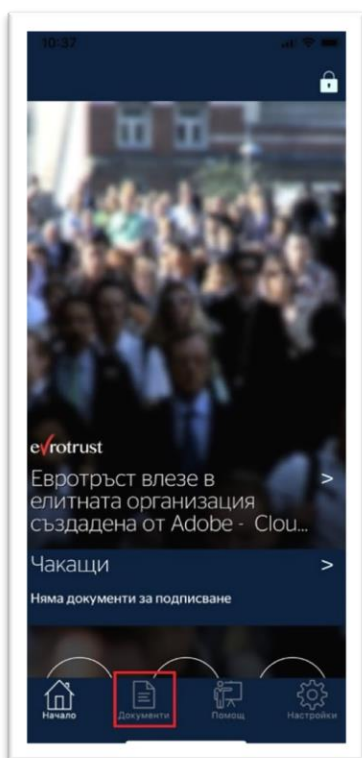 10:37
evrotrust
Евротръст влезе в
елитната организация
създадена от Adobe - Clou...
>
Чакащи
>
Няма документи за подписване
Начало
Документи
Помощ
Настройки